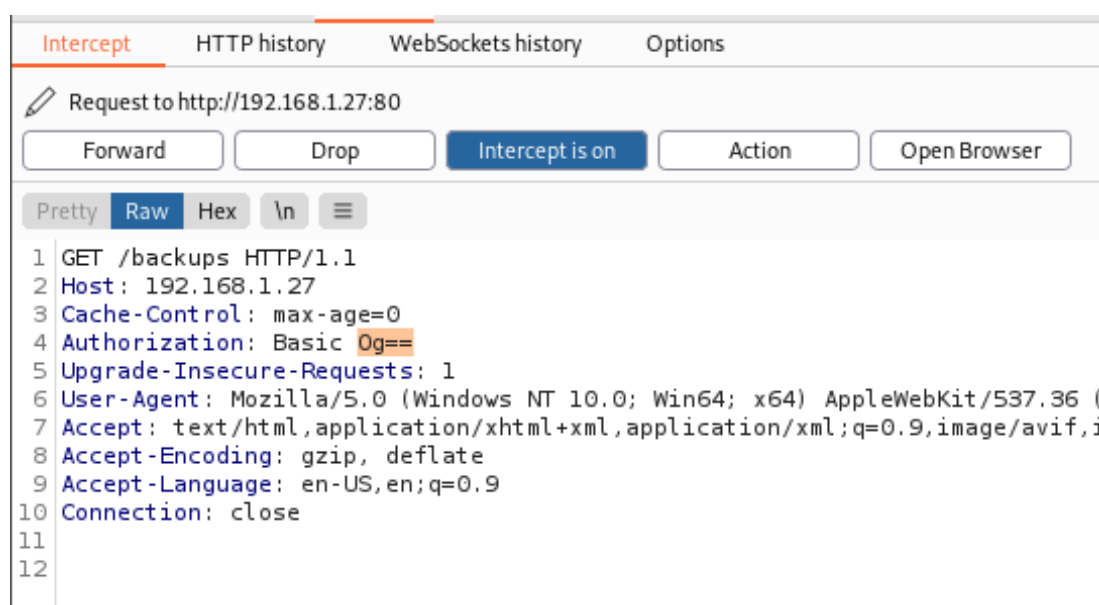 Intercept HTTP history WebSockets history Options
Request to http://192.168.1.27:80
Forward Drop Intercept is on Action Open Browser
Pretty Raw Hex \n
1 GET /backups HTTP/1.1
2 Host: 192.168.1.27
3 Cache-Control: max-age=0
4 Authorization: Basic Og==
5 Upgrade-Insecure-Requests: 1
6 User-Agent: Mozilla/5.0 (Windows NT 10.0; Win64; x64) AppleWebKit/537.36 (
7 Accept: text/html,application/xhtml+xml,application/xml;q=0.9,image/avif,i
8 Accept-Encoding: gzip, deflate
9 Accept-Language: en-US,en;q=0.9
10 Connection: close
11
12